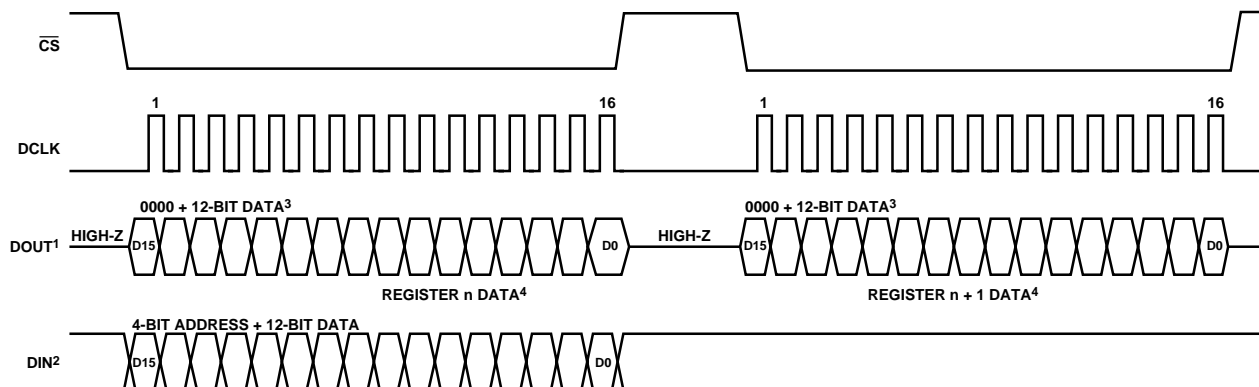 CS
1 16 1 16
DCLK
0000 + 12-BIT DATA3 0000 + 12-BIT DATA3
DOUT1 HIGH-Z D15 D0 HIGH-Z D15 D0
REGISTER n DATA4 REGISTER n + 1 DATA4
4-BIT ADDRESS + 12-BIT DATA
DIN2 D15 D0